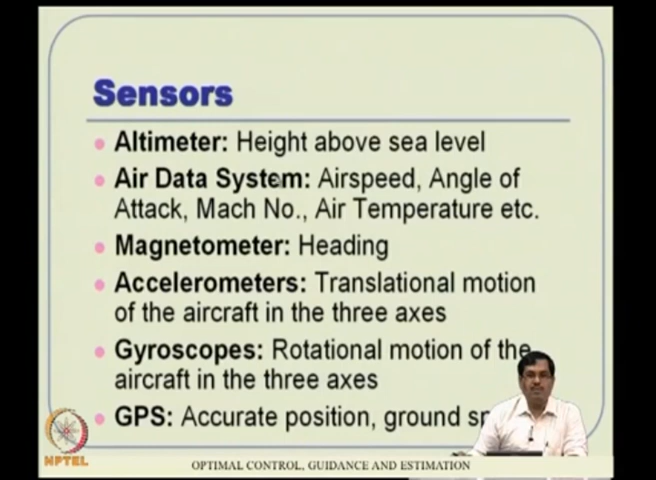 Sensors
Altimeter: Height above sea level
Air Data System: Airspeed, Angle of
Attack, Mach No., Air Temperature etc.
Magnetometer: Heading
Accelerometers: Translational motion
of the aircraft in the three axes
Gyroscopes: Rotational motion of the
aircraft in the three axes
GPS: Accurate position, ground
NPTEL
OPTIMAL CONTROL, GUIDANCE AND ESTIMATION